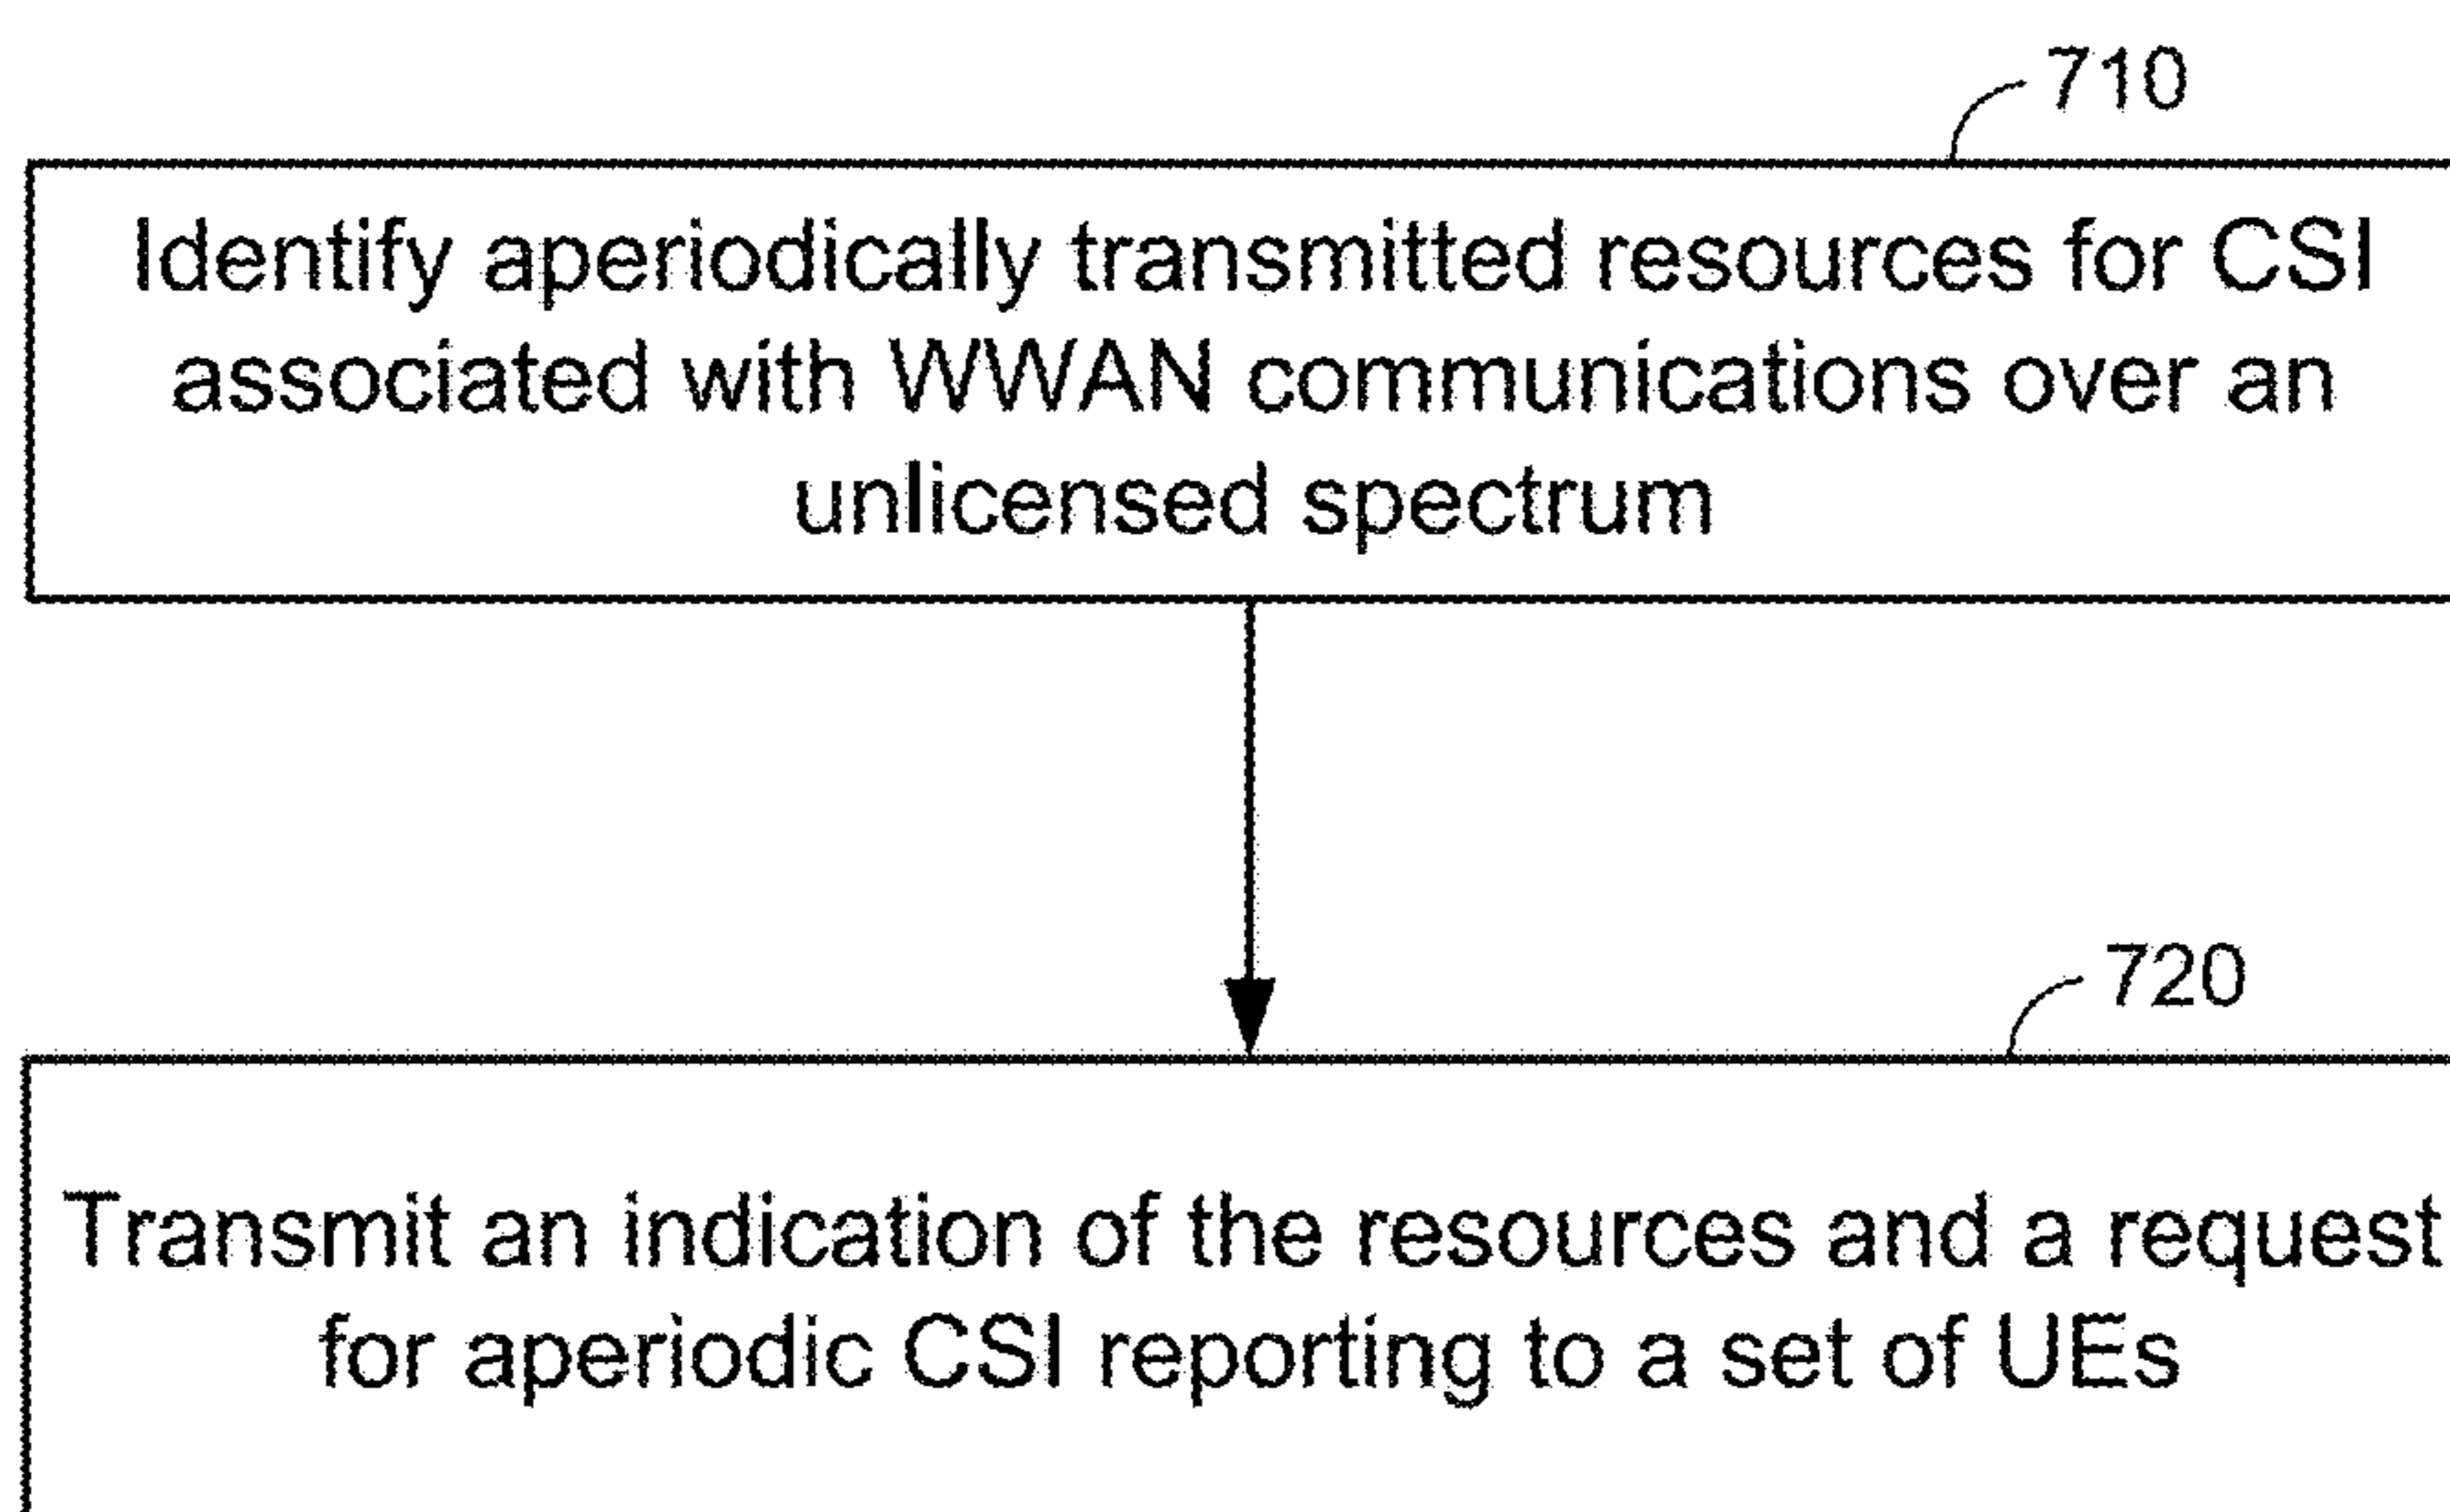 710
Identify aperiodically transmitted resources for CSI
associated with WWAN communications over an
unlicensed spectrum
720
Transmit an indication of the resources and a request
for aperiodic CSI reporting to a set of UEs